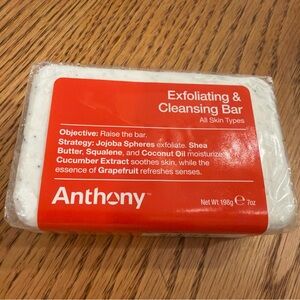 Exfoliating &
Cleansing Bar
All Skin Types
Objective: Raise the bar.
Strategy: Jojoba Spheres exfoliate. Shea
Butter, Squalene, and Coconut Oil moisturize
Cucumber Extract soothes skin, while the
essence of Grapefruit refreshes senses.
Anthony™
Net Wt 198g ℮ 7oz